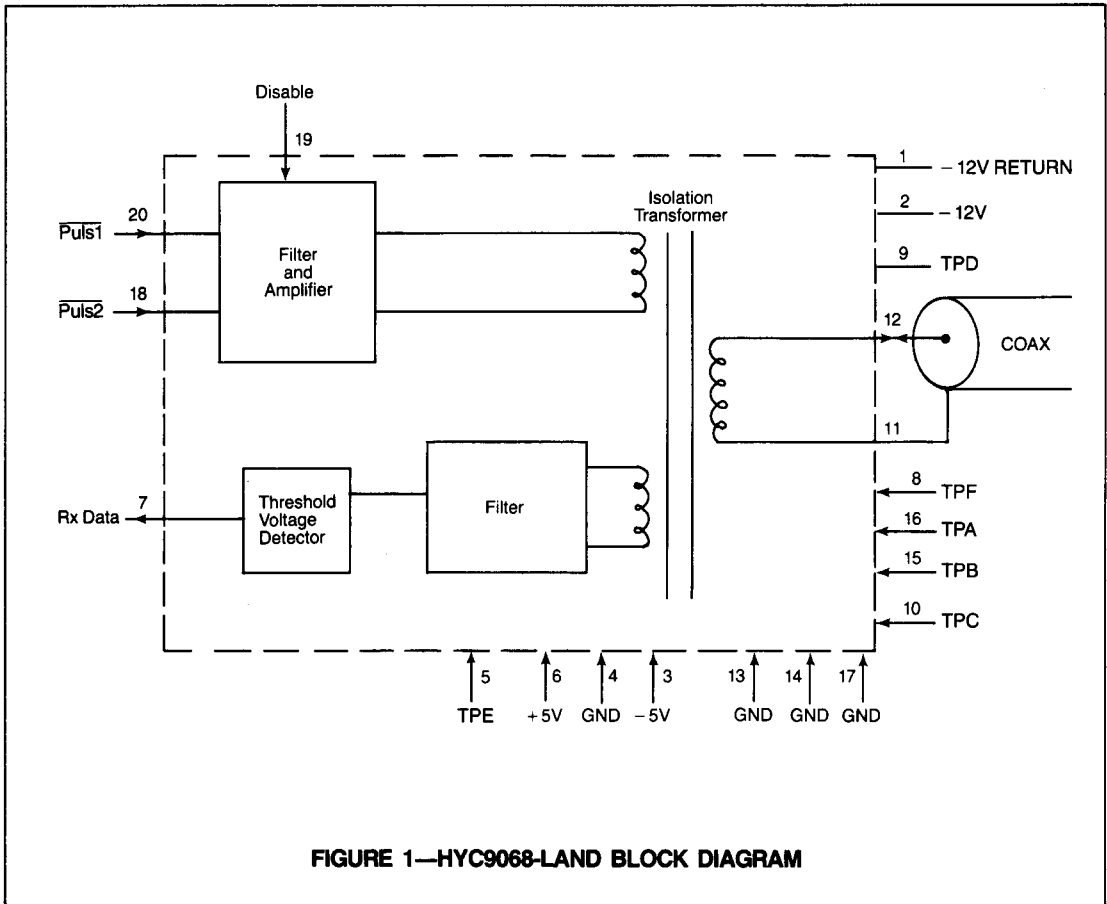 Disable
19
1
– 12V RETURN
Isolation
Transformer
2
– 12V
20
Puls1
9
TPD
Filter
and
Amplifier
18
Puls2
12
COAX
11
8
TPF
7
Rx Data
Threshold
Voltage
Detector
Filter
16
TPA
15
TPB
10
TPC
5
6
4
3
13
14
17
TPE
+ 5V
GND
– 5V
GND
GND
GND
FIGURE 1—HYC9068-LAND BLOCK DIAGRAM